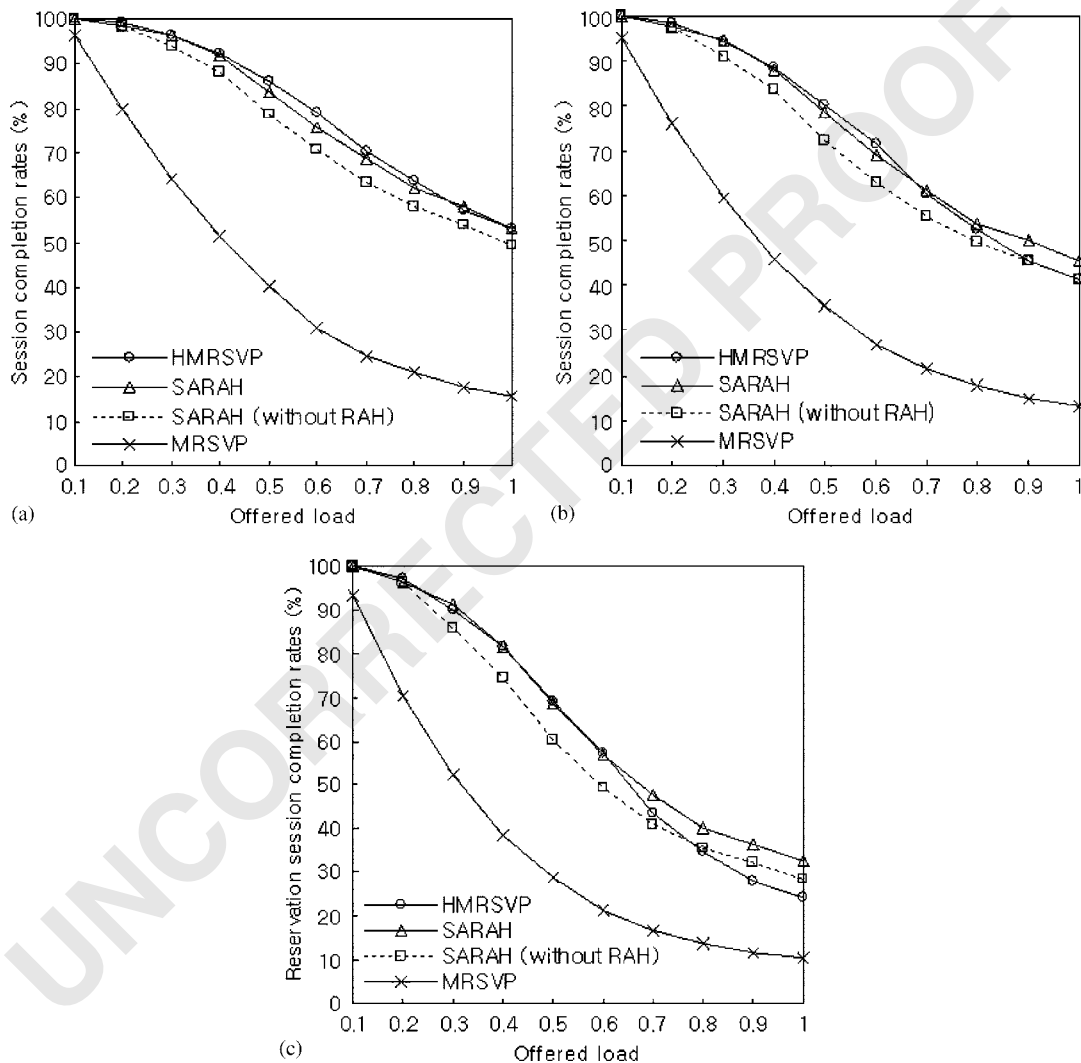 Session completion rates (%)
100
90
80
70
60
50
40
30
20
10
0
HMRSVP
SARAH
SARAH (without RAH)
MRSVP
0.1 0.2 0.3 0.4 0.5 0.6 0.7 0.8 0.9 1
(a)
Offered load
Session completion rates (%)
100
90
80
70
60
50
40
30
20
10
0
HMRSVP
SARAH
SARAH (without RAH)
MRSVP
0.1 0.2 0.3 0.4 0.5 0.6 0.7 0.8 0.9 1
(b)
Offered load
Reservation session completion rates (%)
100
90
80
70
60
50
40
30
20
10
0
HMRSVP
SARAH
SARAH (without RAH)
MRSVP
0.1 0.2 0.3 0.4 0.5 0.6 0.7 0.8 0.9 1
(c)
Offered load
UNCORRECTED PROOF